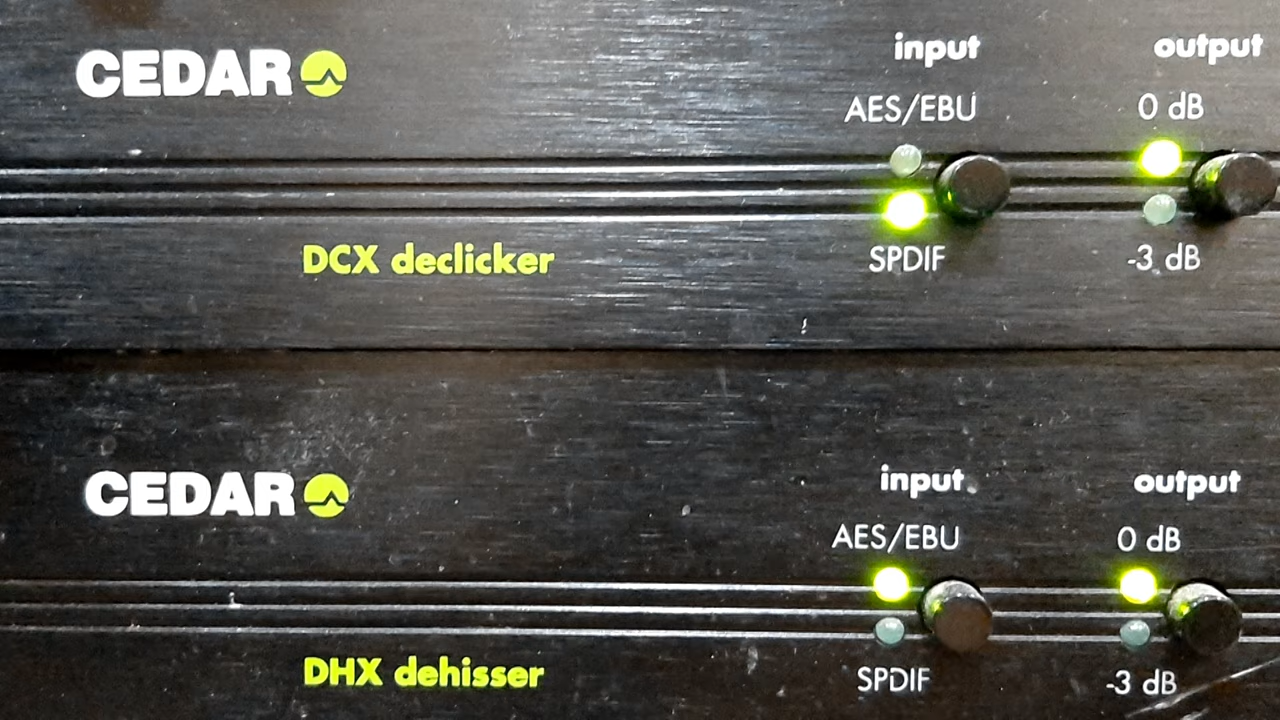 CEDAR
input
output
AES/EBU
0 dB
SPDIF
-3 dB
DCX declicker
CEDAR
input
output
AES/EBU
0 dB
SPDIF
-3 dB
DHX dehisser